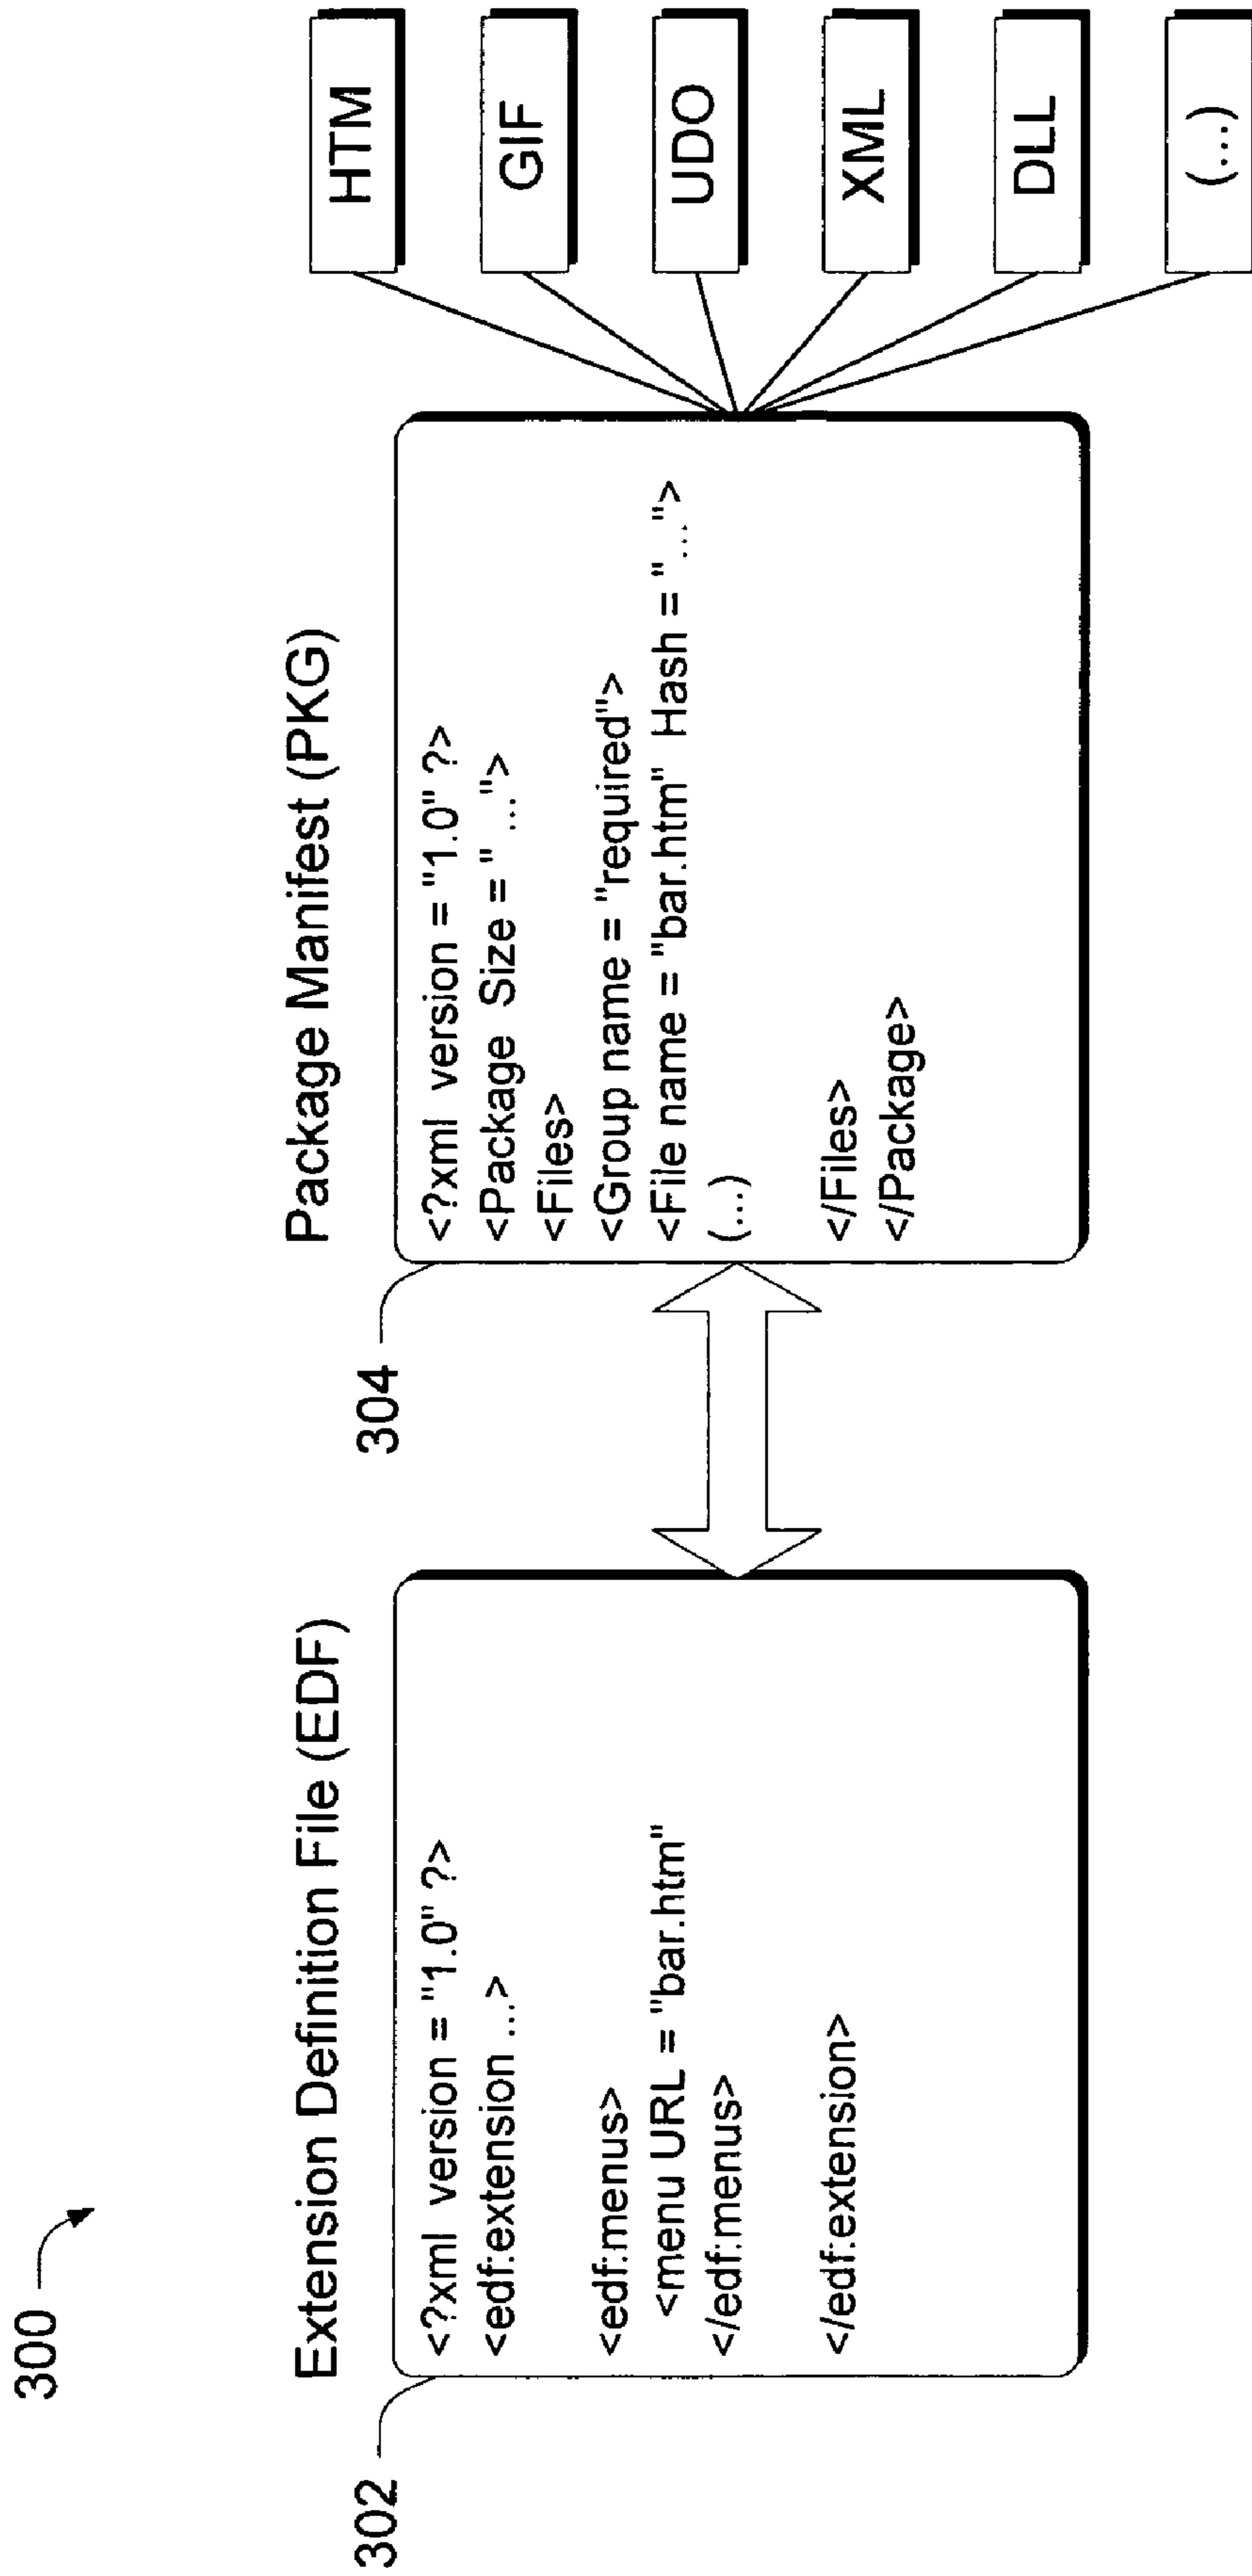 300
Extension Definition File (EDF)
302
<?xml version = "1.0" ?>
<edf:extension ...>
<edf:menus>
<menu URL = "bar.htm"
</edf:menus>
</edf:extension>
Package Manifest (PKG)
304
<?xml version = "1.0" ?>
<Package Size = " ...">
<Files>
<Group name = "required">
<File name = "bar.htm" Hash = " ...">
(...)
</Files>
</Package>
HTM
GIF
UDO
XML
DLL
(...)